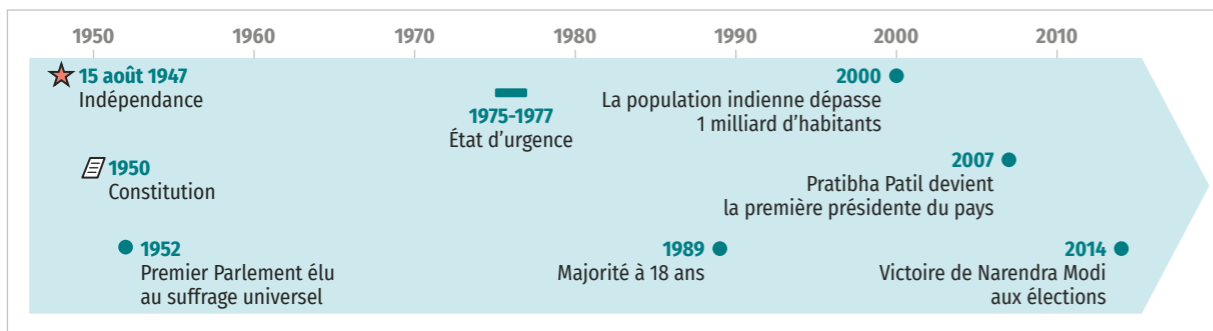 1950 1960 1970 1980 1990 2000 2010
15 août 1947
Indépendance
1975-1977
État d’urgence
2000
La population indienne dépasse
1 milliard d’habitants
1950
Constitution
2007
Pratibha Patil devient
la première présidente du pays
1952
Premier Parlement élu
au suffrage universel
1989
Majorité à 18 ans
2014
Victoire de Narendra Modi
aux élections